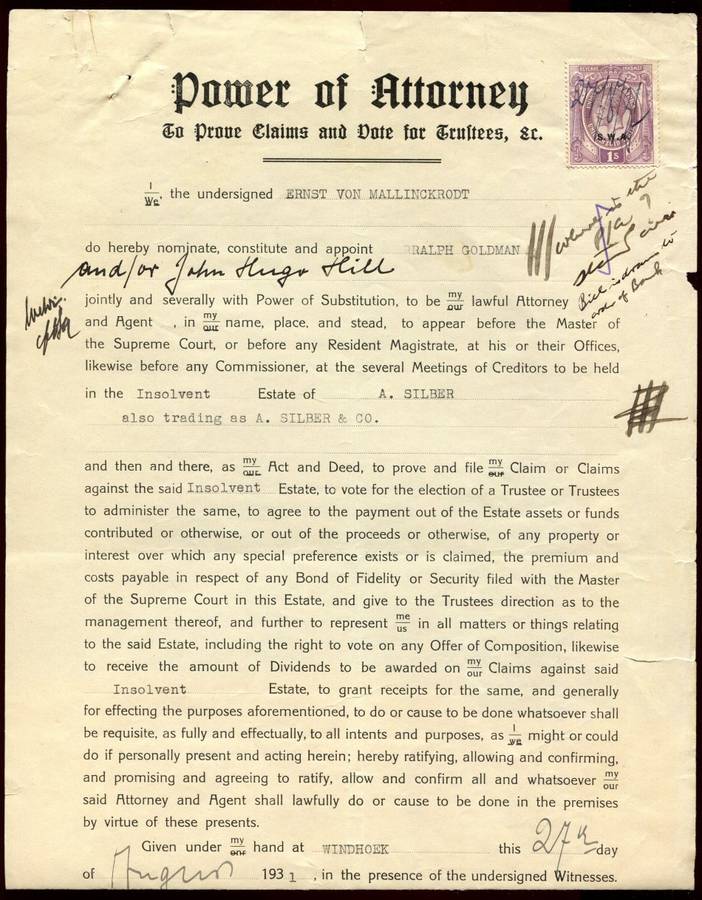 Power of Attorney
To Prove Claims and Vote for Trustees, &c.
REVENUE INKOMST
S.W.A.
1s
I/We, the undersigned ERNST VON MALLINCKRODT
do hereby nominate, constitute and appoint RRALPH GOLDMAN
and/or John Hugo Hill
jointly and severally with Power of Substitution, to be my/our lawful Attorney
and Agent , in my/our name, place, and stead, to appear before the Master of
the Supreme Court, or before any Resident Magistrate, at his or their Offices,
likewise before any Commissioner, at the several Meetings of Creditors to be held
in the Insolvent Estate of A. SILBER
also trading as A. SILBER & CO.
and then and there, as my/our Act and Deed, to prove and file my/our Claim or Claims
against the said Insolvent Estate, to vote for the election of a Trustee or Trustees
to administer the same, to agree to the payment out of the Estate assets or funds
contributed or otherwise, or out of the proceeds or otherwise, of any property or
interest over which any special preference exists or is claimed, the premium and
costs payable in respect of any Bond of Fidelity or Security filed with the Master
of the Supreme Court in this Estate, and give to the Trustees direction as to the
management thereof, and further to represent me/us in all matters or things relating
to the said Estate, including the right to vote on any Offer of Composition, likewise
to receive the amount of Dividends to be awarded on my/our Claims against said
Insolvent Estate, to grant receipts for the same, and generally
for effecting the purposes aforementioned, to do or cause to be done whatsoever shall
be requisite, as fully and effectually, to all intents and purposes, as I/we might or could
do if personally present and acting herein; hereby ratifying, allowing and confirming,
and promising and agreeing to ratify, allow and confirm all and whatsoever my/our
said Attorney and Agent shall lawfully do or cause to be done in the premises
by virtue of these presents.
Given under my/our hand at WINDHOEK this 27th day
of August 1931 , in the presence of the undersigned Witnesses.
Bill is drawn to
order of Bank